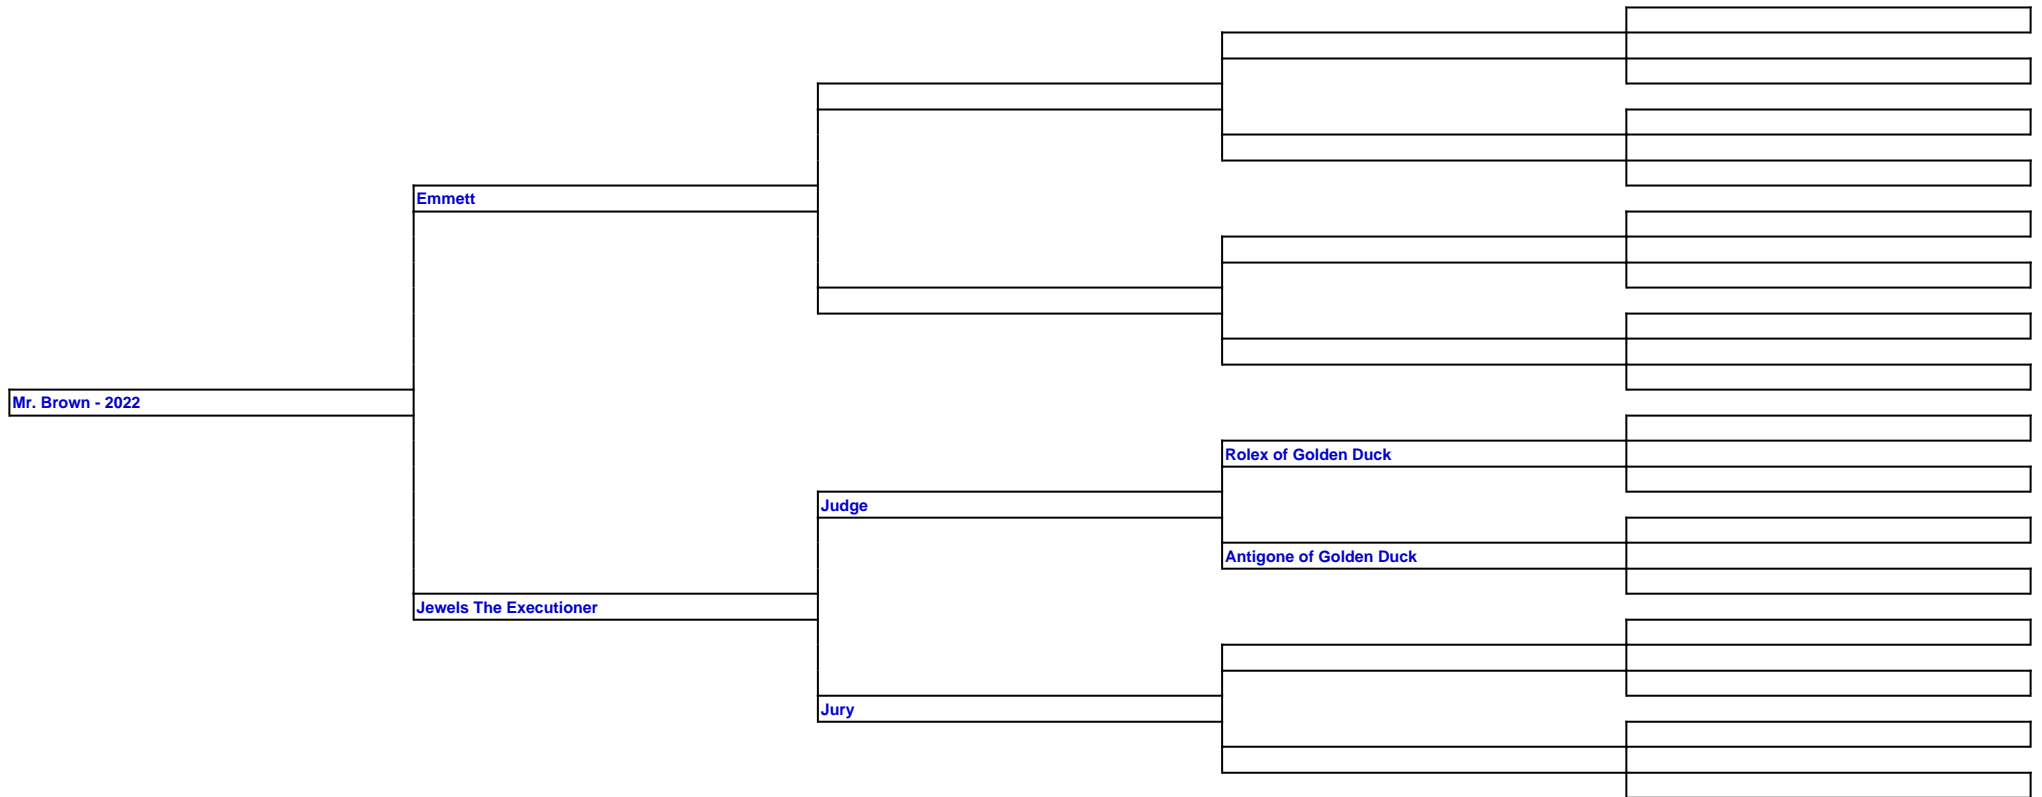 Emmett
Mr. Brown - 2022
Rolex of Golden Duck
Judge
Antigone of Golden Duck
Jewels The Executioner
Jury